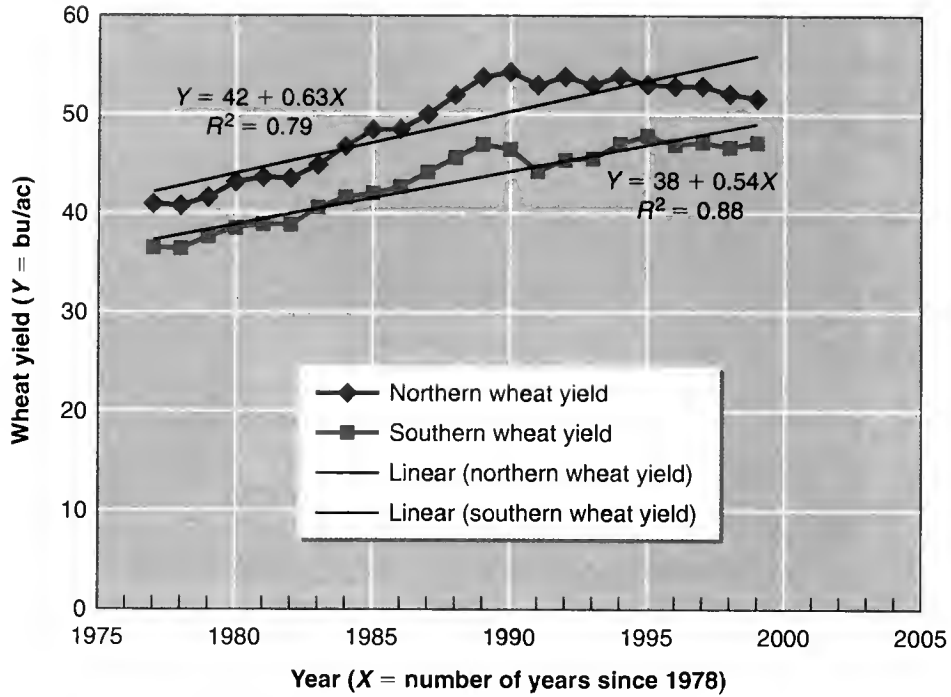 60
50
40
30
20
10
0
Wheat yield (Y = bu/ac)
Y = 42 + 0.63X
R² = 0.79
Y = 38 + 0.54X
R² = 0.88
Northern wheat yield
Southern wheat yield
Linear (northern wheat yield)
Linear (southern wheat yield)
1975 1980 1985 1990 1995 2000 2005
Year (X = number of years since 1978)